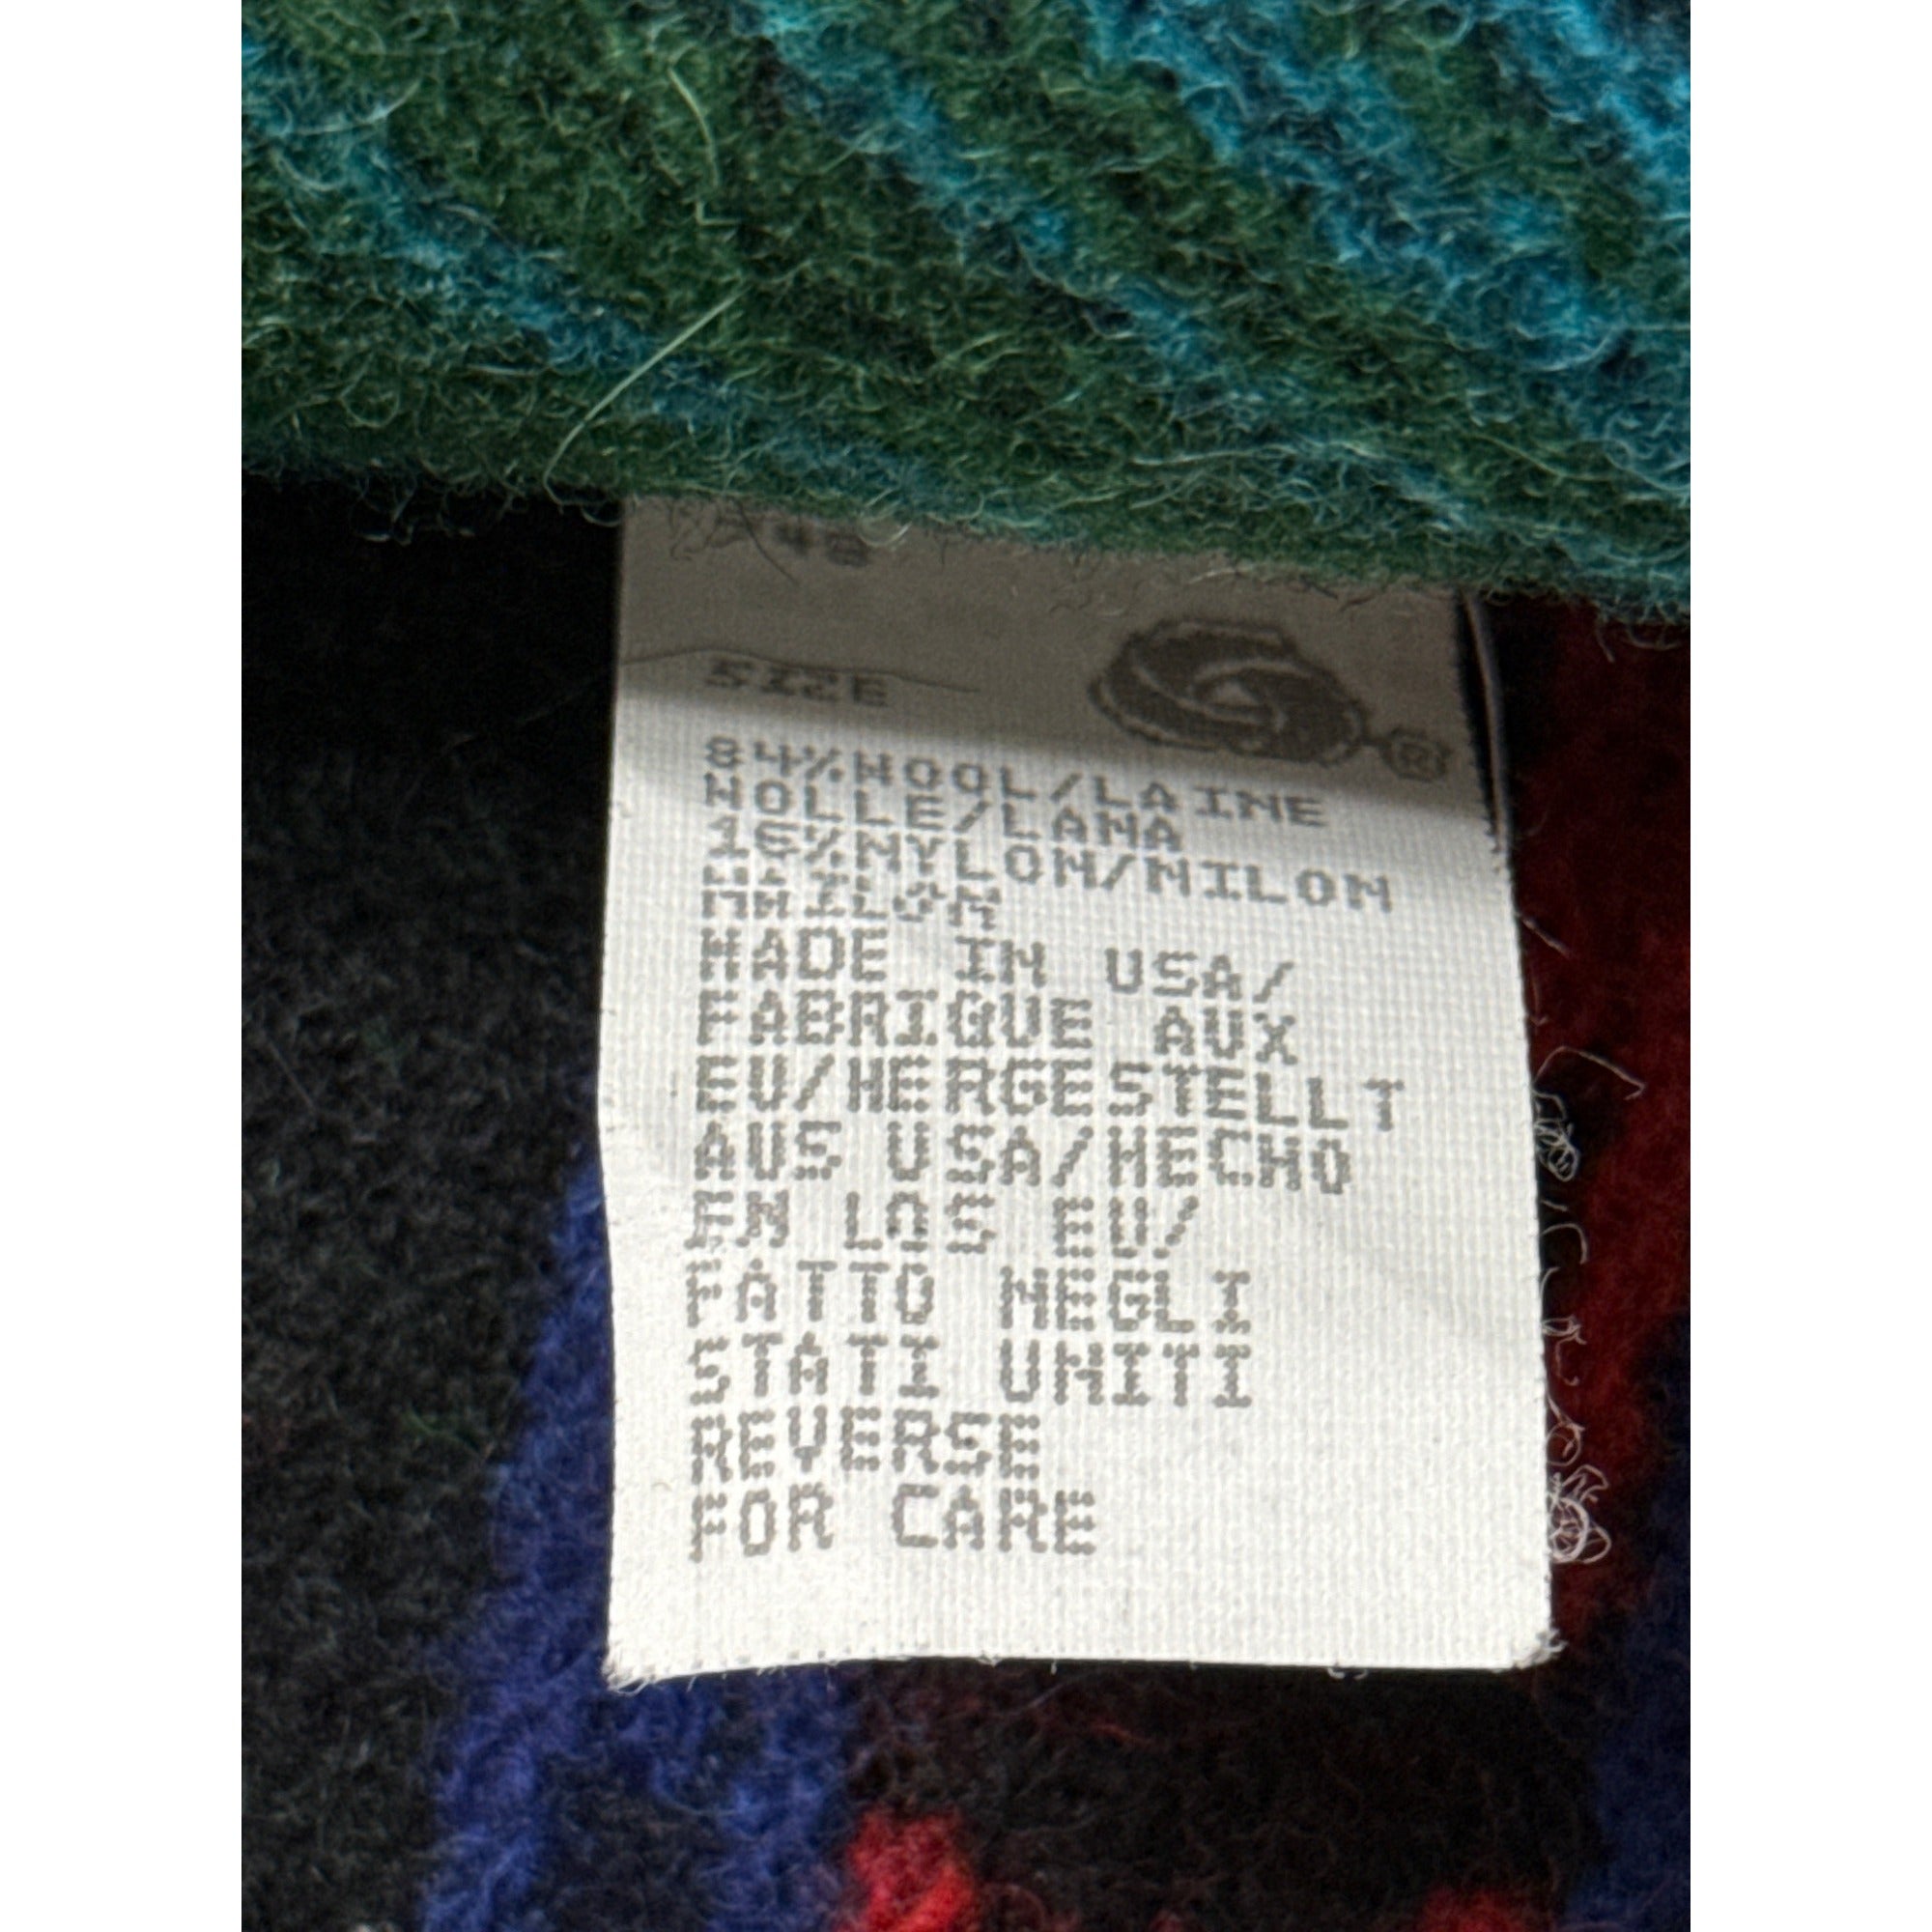 SIZE
®
84%WOOL/LAINE
WOLLE/LANA
16%NYLON/NILON
NAILON
MADE IN USA/
FABRIQUE AUX
EU/HERGESTELLT
AUS USA/HECHO
EN LOS EU/
FATTO NEGLI
STATI UNITI
REVERSE
FOR CARE